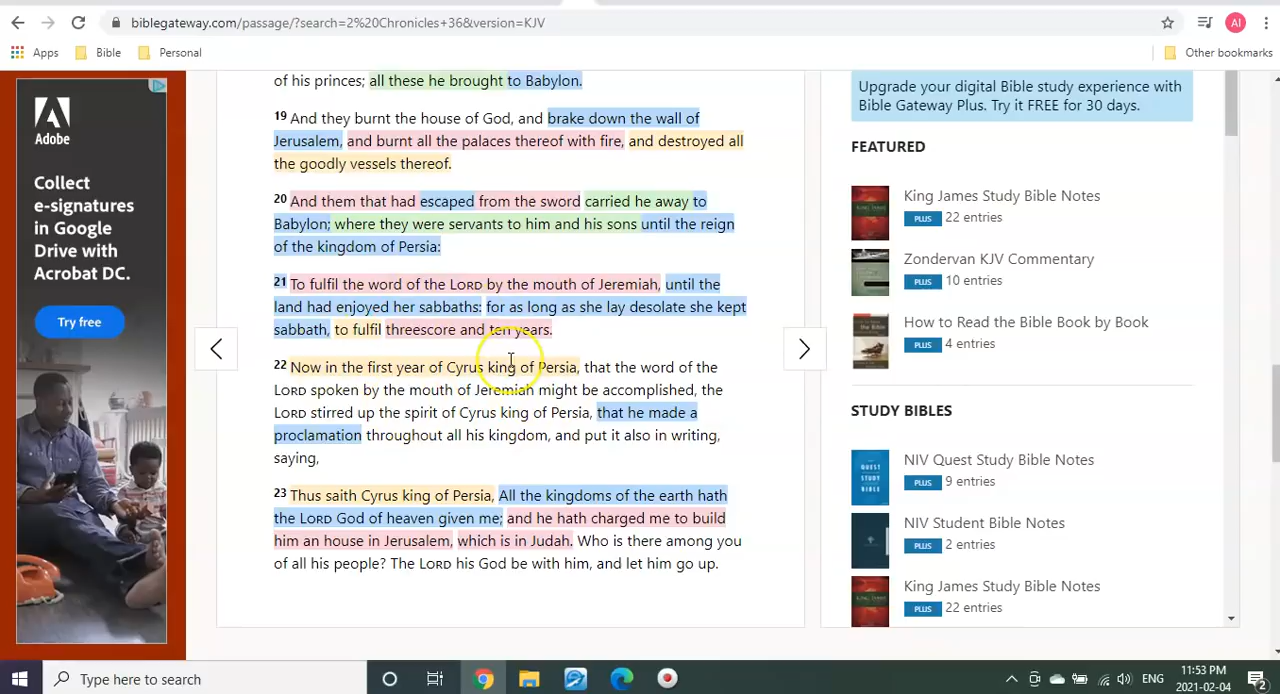 biblegateway.com/passage/?search=2%20Chronicles+36&version=KJV
AI
Apps
Bible
Personal
Other bookmarks
Adobe
Collect
e-signatures
in Google
Drive with
Acrobat DC.
Try free
of his princes; all these he brought to Babylon.
19 And they burnt the house of God, and brake down the wall of
Jerusalem, and burnt all the palaces thereof with fire, and destroyed all
the goodly vessels thereof.
20 And them that had escaped from the sword carried he away to
Babylon; where they were servants to him and his sons until the reign
of the kingdom of Persia:
21 To fulfil the word of the LORD by the mouth of Jeremiah, until the
land had enjoyed her sabbaths: for as long as she lay desolate she kept
sabbath, to fulfil threescore and ten years.
22 Now in the first year of Cyrus king of Persia, that the word of the
LORD spoken by the mouth of Jeremiah might be accomplished, the
LORD stirred up the spirit of Cyrus king of Persia, that he made a
proclamation throughout all his kingdom, and put it also in writing,
saying,
23 Thus saith Cyrus king of Persia, All the kingdoms of the earth hath
the LORD God of heaven given me; and he hath charged me to build
him an house in Jerusalem, which is in Judah. Who is there among you
of all his people? The LORD his God be with him, and let him go up.
Upgrade your digital Bible study experience with
Bible Gateway Plus. Try it FREE for 30 days.
FEATURED
King James Study Bible Notes
PLUS 22 entries
Zondervan KJV Commentary
PLUS 10 entries
How to Read the Bible Book by Book
PLUS 4 entries
STUDY BIBLES
NIV Quest Study Bible Notes
PLUS 9 entries
NIV Student Bible Notes
PLUS 2 entries
King James Study Bible Notes
PLUS 22 entries
Type here to search
ENG
11:53 PM
2021-02-04
2